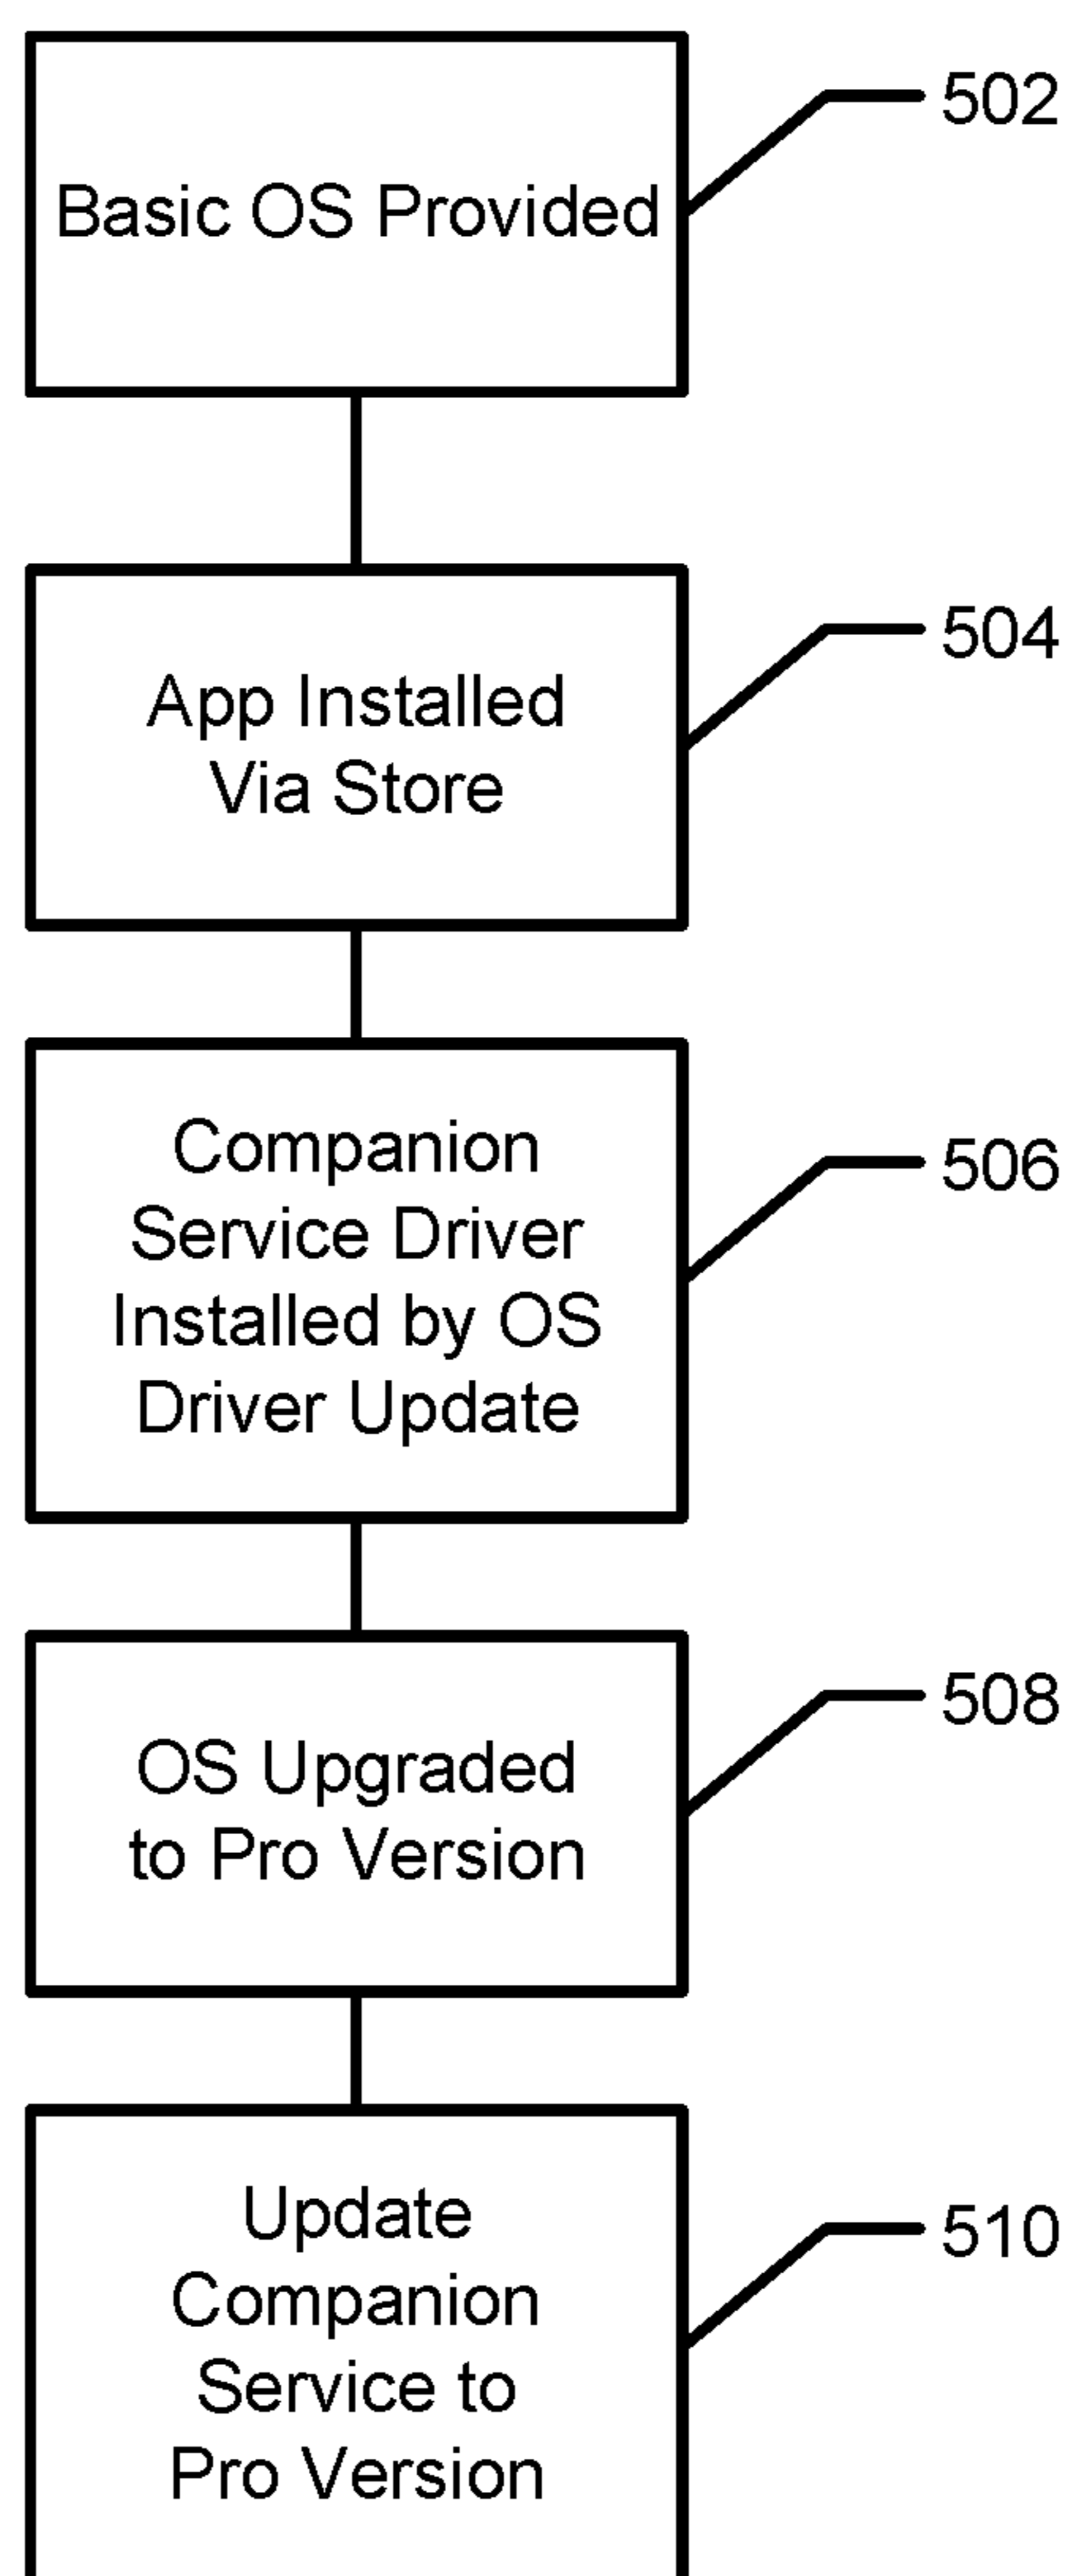 Basic OS Provided
502
App Installed
Via Store
504
Companion
Service Driver
Installed by OS
Driver Update
506
OS Upgraded
to Pro Version
508
Update
Companion
Service to
Pro Version
510